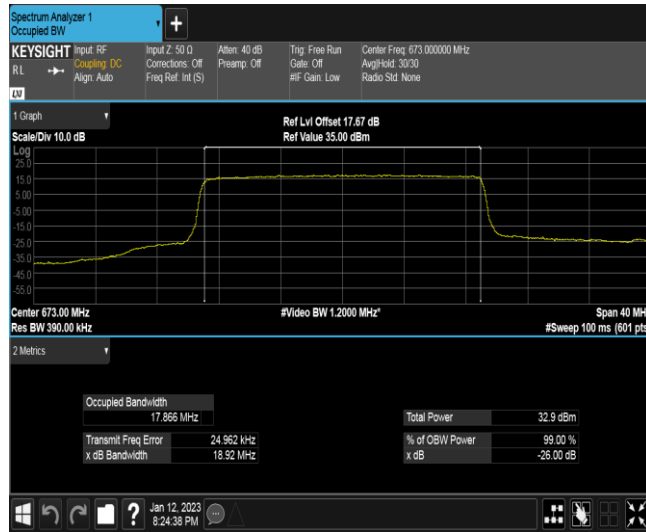 Spectrum Analyzer 1
Occupied BW
+
KEYSIGHT
RL
LXI
Input: RF
Coupling: DC
Align: Auto
Input Z: 50 Ω
Corrections: Off
Freq Ref: Int (S)
Atten: 40 dB
Preamp: Off
Trig: Free Run
Gate: Off
#IF Gain: Low
Center Freq: 673.000000 MHz
Avg|Hold: 30/30
Radio Std: None
1 Graph
Scale/Div 10.0 dB
Ref Lvl Offset 17.67 dB
Ref Value 35.00 dBm
Log
25.0
15.0
5.00
-5.00
-15.0
-25.0
-35.0
-45.0
-55.0
Center 673.00 MHz
Res BW 390.00 kHz
#Video BW 1.2000 MHz*
Span 40 MH
#Sweep 100 ms (601 pts
2 Metrics
Occupied Bandwidth
17.866 MHz
Transmit Freq Error 24.962 kHz
x dB Bandwidth 18.92 MHz
Total Power 32.9 dBm
% of OBW Power 99.00 %
x dB -26.00 dB
?
Jan 12, 2023
8:24:38 PM